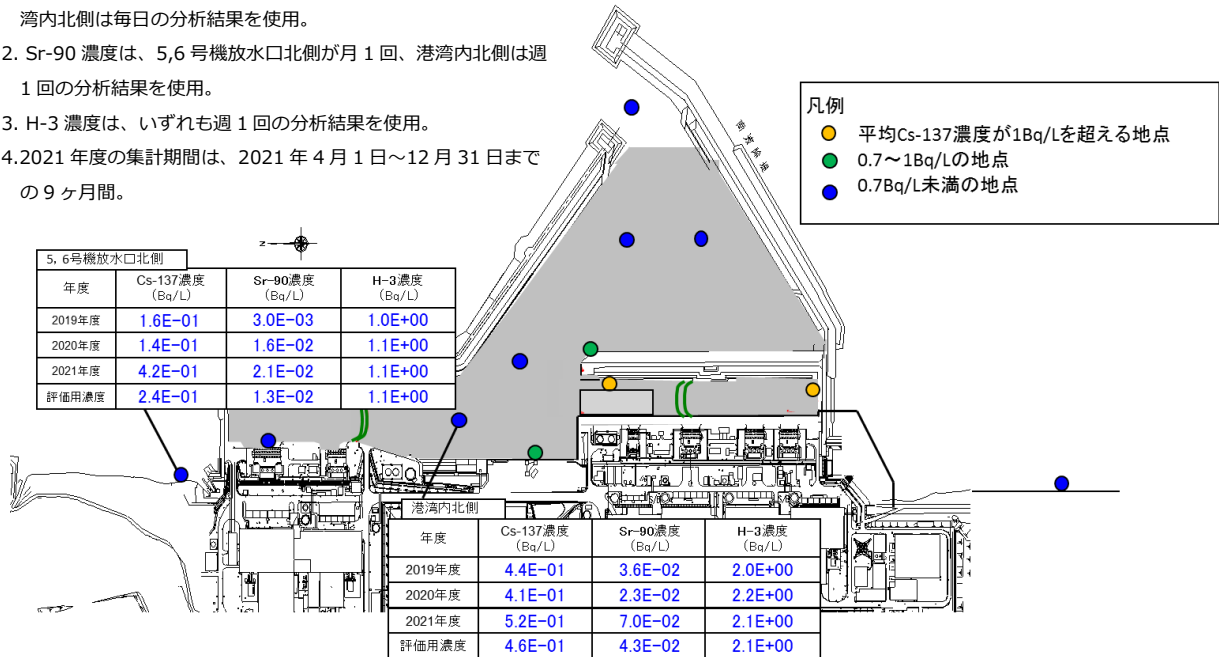 湾内北側は毎日の分析結果を使用。
2. Sr-90 濃度は、5,6 号機放水口北側が月 1 回、港湾内北側は週
1 回の分析結果を使用。
3. H-3 濃度は、いずれも週 1 回の分析結果を使用。
4.2021 年度の集計期間は、2021 年 4 月 1 日～12 月 31 日まで
の 9 ヶ月間。
凡例
平均Cs-137濃度が1Bq/Lを超える地点
0.7～1Bq/Lの地点
0.7Bq/L未満の地点
南防波堤
z
5, 6号機放水口北側
年度 Cs-137濃度 (Bq/L) Sr-90濃度 (Bq/L) H-3濃度 (Bq/L)
2019年度 1.6E-01 3.0E-03 1.0E+00
2020年度 1.4E-01 1.6E-02 1.1E+00
2021年度 4.2E-01 2.1E-02 1.1E+00
評価用濃度 2.4E-01 1.3E-02 1.1E+00
港湾内北側
年度 Cs-137濃度 (Bq/L) Sr-90濃度 (Bq/L) H-3濃度 (Bq/L)
2019年度 4.4E-01 3.6E-02 2.0E+00
2020年度 4.1E-01 2.3E-02 2.2E+00
2021年度 5.2E-01 7.0E-02 2.1E+00
評価用濃度 4.6E-01 4.3E-02 2.1E+00